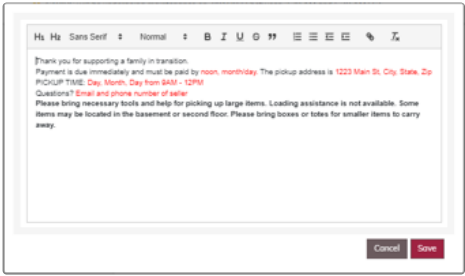 H₁ H₂ Sans Serif Normal B I U S ”
Thank you for supporting a family in transition.
Payment is due immediately and must be paid by noon, month/day. The pickup address is 1223 Main St, City, State, Zip
PICKUP TIME: Day, Month, Day from 9AM - 12PM
Questions? Email and phone number of seller
Please bring necessary tools and help for picking up large items. Loading assistance is not available. Some
items may be located in the basement or second floor. Please bring boxes or totes for smaller items to carry
away.
Cancel Save